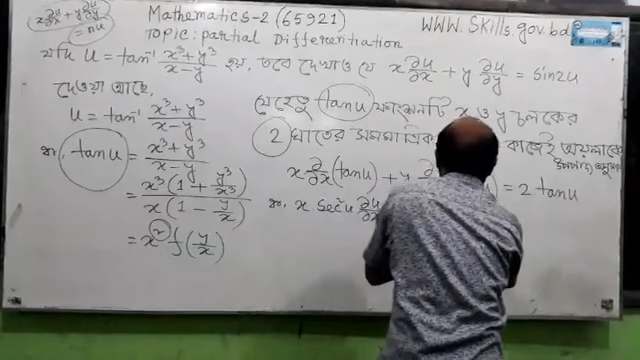 x ∂u/∂x + y ∂u/∂y = nu
Mathematics-2 (65921)
WWW.Skills.gov.bd
TOPIC: partial Differentiation
যদি u = tan⁻¹ (x³+y³)/(x-y) হয়, তবে দেখাও যে x ∂u/∂x + y ∂u/∂y = sin2u
দেওয়া আছে,
u = tan⁻¹ (x³+y³)/(x-y)
বা, tanu = (x³+y³)/(x-y)
= x³(1 + y³/x³)/x(1 - y/x)
= x² f(y/x)
যেহেতু tanu ফাংশনটি x ও y চলকের
2 ঘাতের সমমাত্রিক কাজেই অয়লারের
x ∂/∂x (tanu) + y ) = 2 tanu
বা, x. sec²u ∂u/∂x